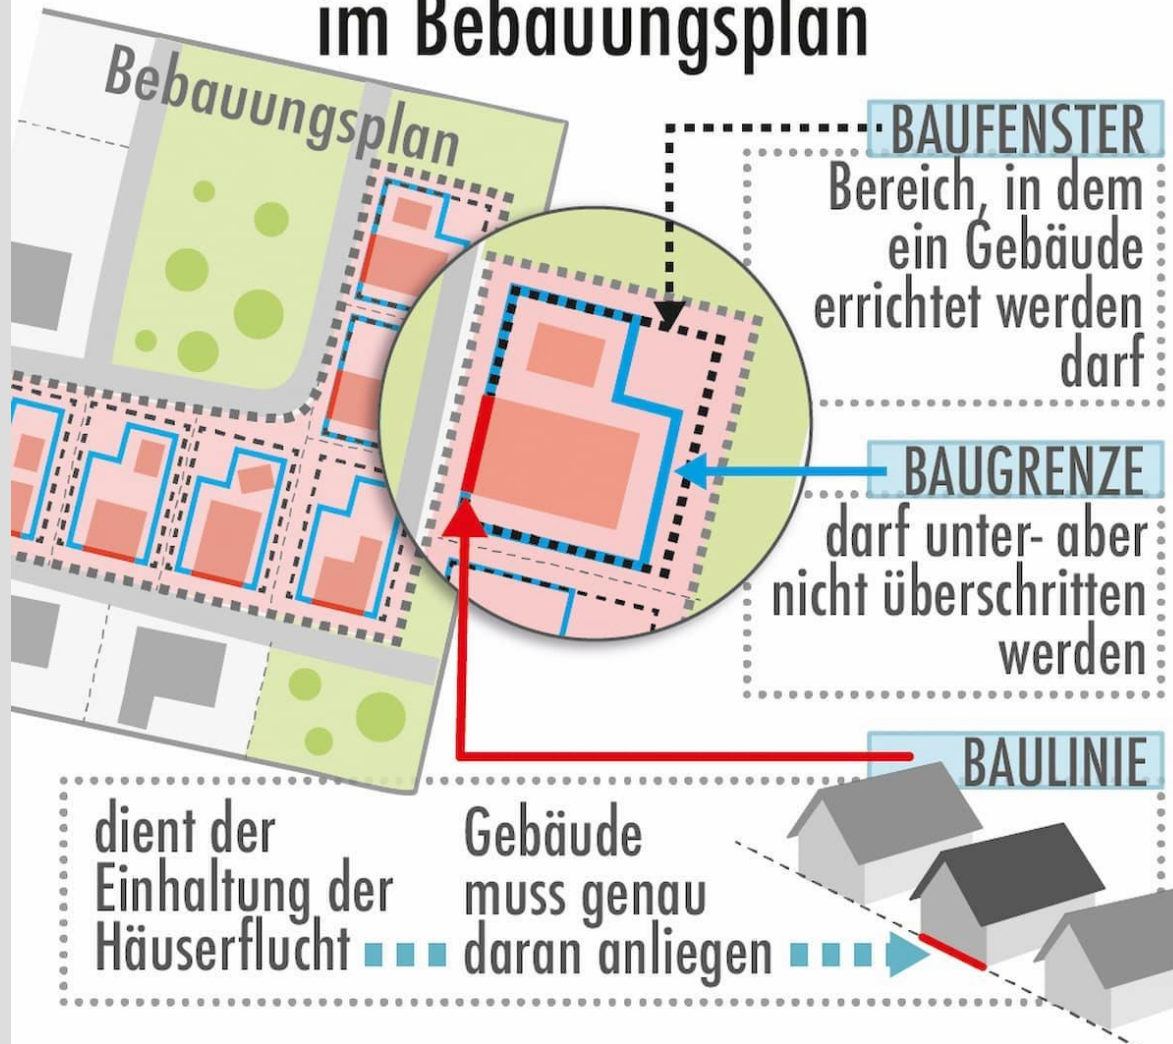 im Bebauungsplan
Bebauungsplan
BAUFENSTER
Bereich, in dem
ein Gebäude
errichtet werden
darf
BAUGRENZE
darf unter- aber
nicht überschritten
werden
BAULINIE
dient der
Einhaltung der
Häuserflucht
Gebäude
muss genau
daran anliegen